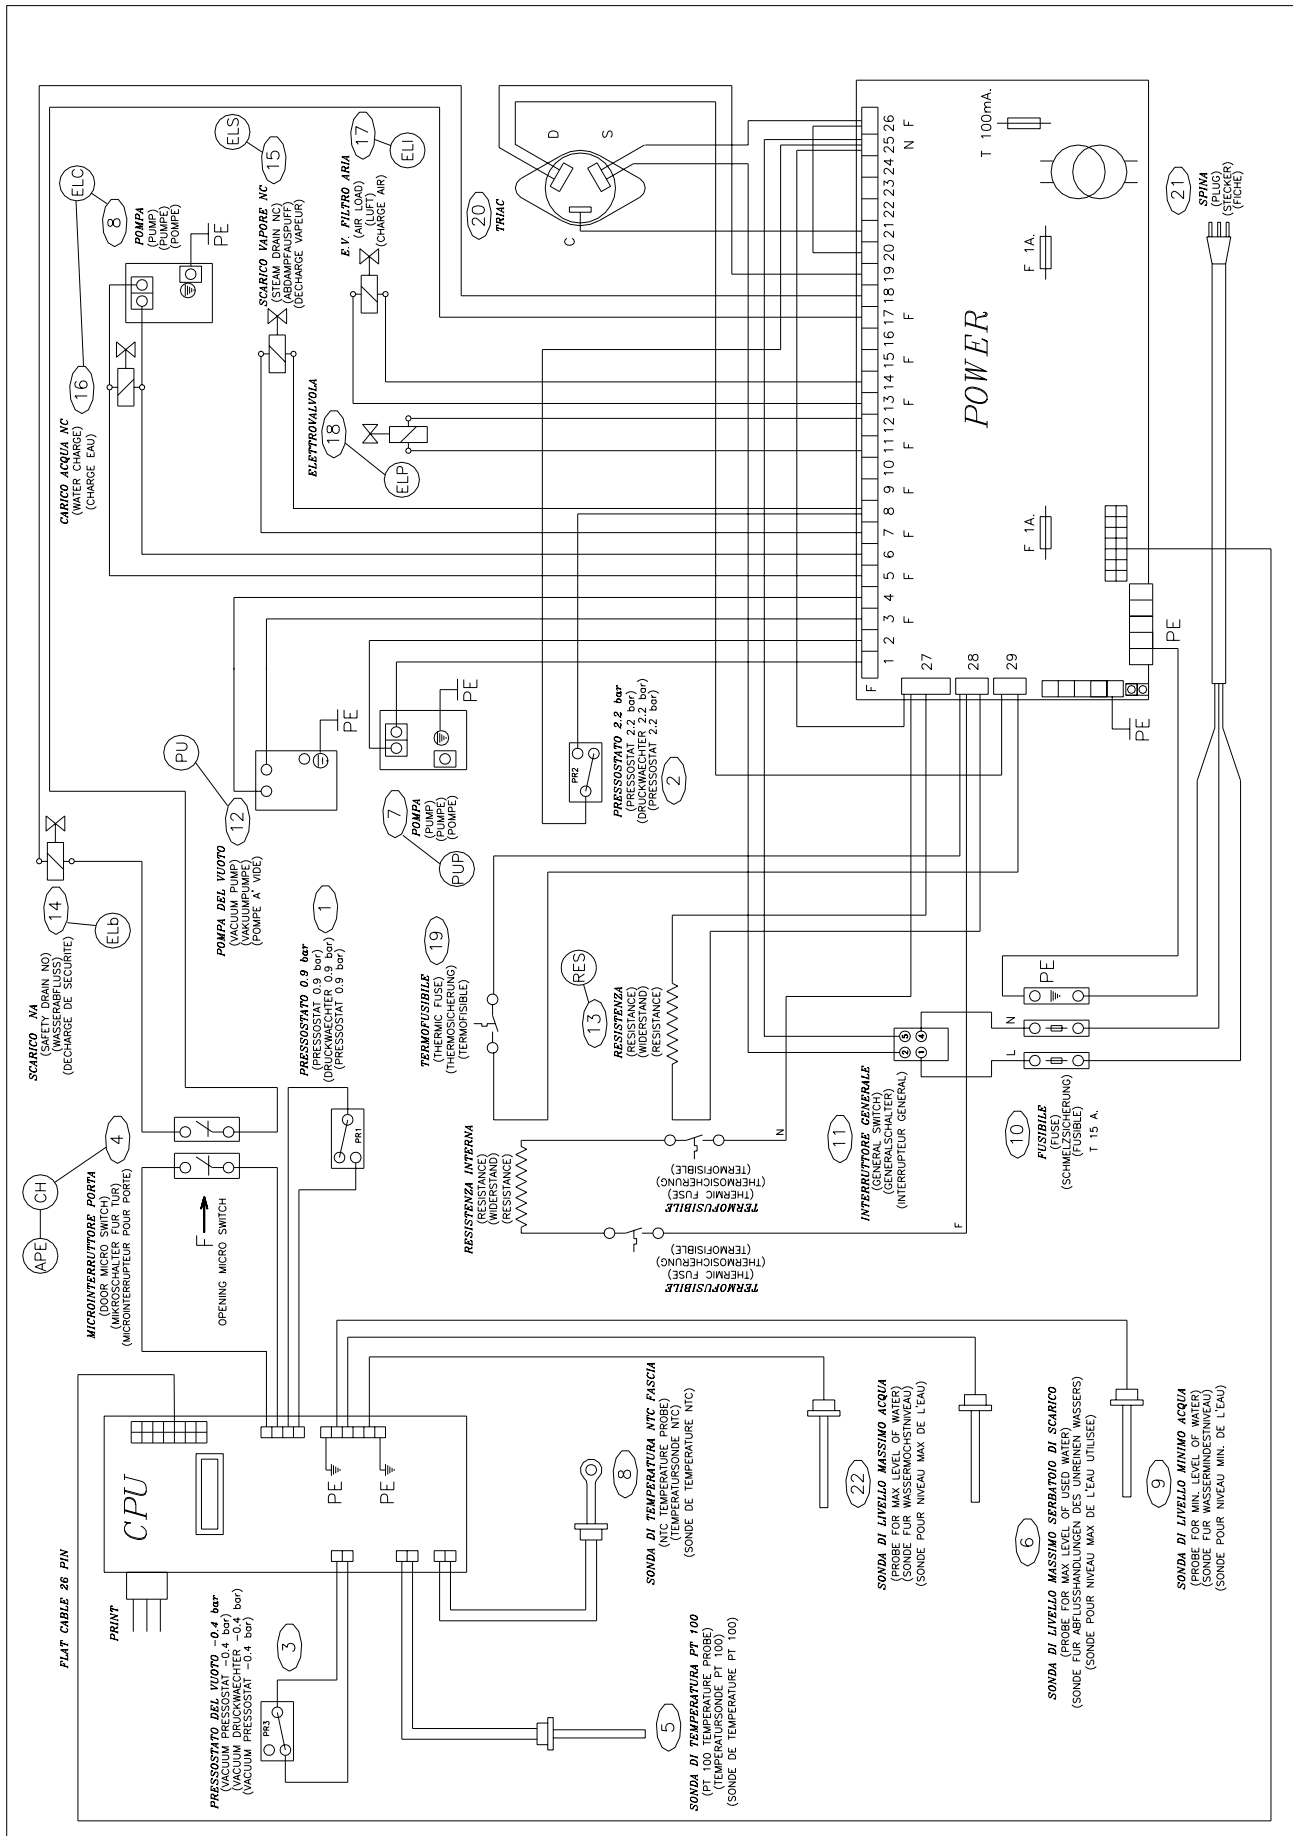 FLAT CABLE 26 PIN
PRINT
CPU
PE
PE
PRESSOSTATO DEL VUOTO -0.4 bar
(VACUUM PRESSOSTAT -0.4 bar)
(VACUUM DRUCKWAECHTER -0.4 bar)
(VACUUM PRESSOSTAT -0.4 bar)
3
PR3
5
SONDA DI TEMPERATURA PT 100
(PT 100 TEMPERATURE PROBE)
(TEMPERATURSONDE PT 100)
(SONDE DE TEMPERATURE PT 100)
8
SONDA DI TEMPERATURA NTC FASCIA
(NTC TEMPERATURE PROBE)
(TEMPERATURSONDE NTC)
(SONDE DE TEMPERATURE NTC)
22
SONDA DI LIVELLO MASSIMO ACQUA
(PROBE FOR MAX LEVEL OF WATER)
(SONDE FUR WASSERMOCHSTNIVEAU)
(SONDE POUR NIVEAU MAX DE L'EAU)
6
SONDA DI LIVELLO MASSIMO SERBATOIO DI SCARICO
(PROBE FOR MAX LEVEL OF USED WATER)
(SONDE FUR ABFLUSSHANDLUNGEN DES UNREINEN WASSERS)
(SONDE POUR NIVEAU MAX DE L'EAU UTILISEE)
9
SONDA DI LIVELLO MINIMO ACQUA
(PROBE FOR MIN. LEVEL OF WATER)
(SONDE FUR WASSERMINDESTNIVEAU)
(SONDE POUR NIVEAU MIN. DE L'EAU)
APE
CH
4
MICROINTERRUTTORE PORTA
(DOOR MICRO SWITCH)
(MIKROSCHALTER FUR TUR)
(MICROINTERRUPTEUR POUR PORTE)
F
OPENING MICRO SWITCH
SCARICO NA
(SAFETY DRAIN NO)
(WASSERABFLUSS)
(DECHARGE DE SECURITE)
14
ELb
PRESSOSTATO 0.9 bar
(PRESSOSTAT 0.9 bar)
(DRUCKWAECHTER 0.9 bar)
(PRESSOSTAT 0.9 bar)
1
PR1
POMPA DEL VUOTO
(VACUUM PUMP)
(VAKUUMPUMPE)
(POMPE A' VIDE)
12
PU
PE
7
PUP
POMPA
(PUMP)
(PUMPE)
(POMPE)
PE
TERMOFUSIBILE
(THERMIC FUSE)
(THERMOSICHERUNG)
(TERMOFISIBLE)
19
RESISTENZA INTERNA
(RESISTANCE)
(WIDERSTAND)
(RESISTANCE)
TERMOFUSIBILE
(THERMIC FUSE)
(THERMOSICHERUNG)
(TERMOFISIBLE)
TERMOFUSIBILE
(THERMIC FUSE)
(THERMOSICHERUNG)
(TERMOFISIBLE)
N
F
13
RES
RESISTENZA
(RESISTANCE)
(WIDERSTAND)
(RESISTANCE)
PR2
PRESSOSTATO 2.2 bar
(PRESSOSTAT 2.2 bar)
(DRUCKWAECHTER 2.2 bar)
(PRESSOSTAT 2.2 bar)
2
11
INTERRUTTORE GENERALE
(GENERAL SWITCH)
(GENERALSCHALTER)
(INTERRUPTEUR GENERAL)
2 5
1 4
L
N
PE
10
FUSIBILE
(FUSE)
(SCHMELZSICHERUNG)
(FUSIBLE)
T 15 A.
CARICO ACQUA NC
(WATER CHARGE)
(CHARGE EAU)
16
ELC
8
POMPA
(PUMP)
(PUMPE)
(POMPE)
PE
ELS
15
SCARICO VAPORE NC
(STEAM DRAIN NC)
(ABDAMPFAUSPUFF)
(DECHARGE VAPEUR)
ELETTROVALVOLA
18
ELP
17
ELI
E.V. FILTRO ARIA
(AIR LOAD)
(LUFT)
(CHARGE AIR)
20
TRIAC
C
D
S
F
1 2 3 4 5 6 7 8 9 10 11 12 13 14 15 16 17 18 19 20 21 22 23 24 25 26
F F F F F F F F N F
27
28
29
POWER
F 1A.
F 1A.
T 100mA.
PE
PE
21
SPINA
(PLUG)
(STECKER)
(FICHE)